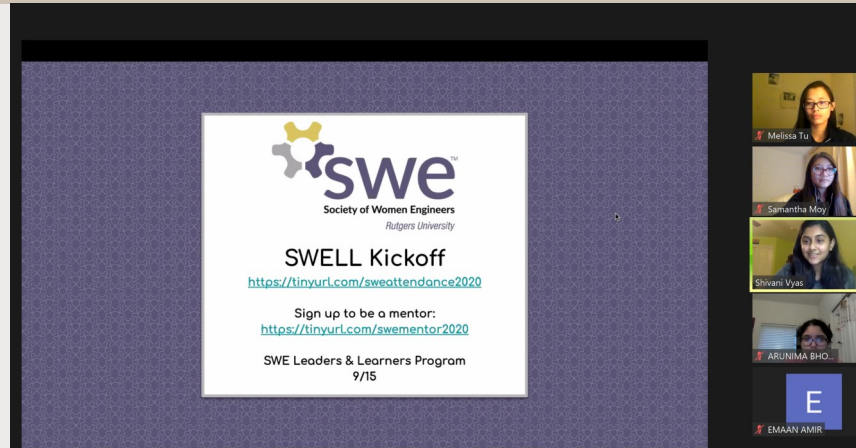 swe™
Society of Women Engineers
Rutgers University
SWELL Kickoff
https://tinyurl.com/sweattendance2020
Sign up to be a mentor:
https://tinyurl.com/swementor2020
SWE Leaders & Learners Program
9/15
Melissa Tu
Samantha Moy
Shivani Vyas
ARUNIMA BHO...
E
EMAAN AMIR